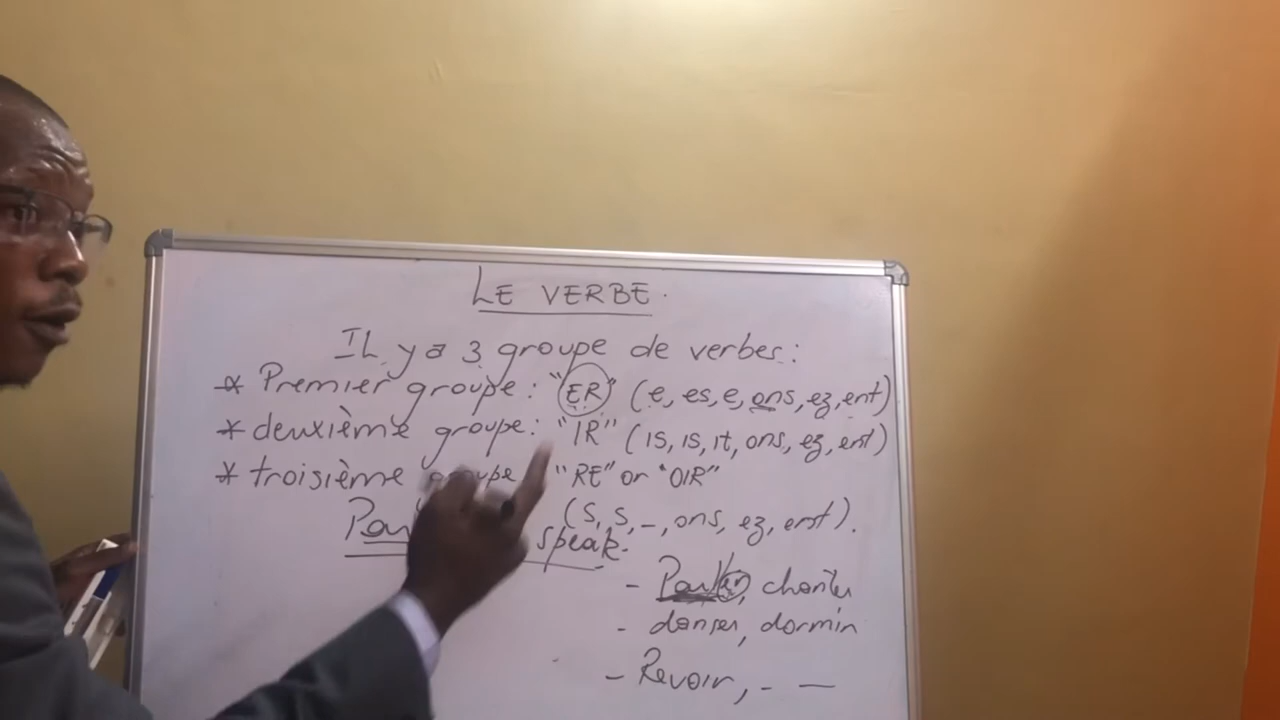 LE VERBE.
IL y a 3 groupe de verbes:
* Premier groupe: "ER" (e, es, e, ons, ez, ent)
* deuxième groupe: "IR" (is, is, it, ons, ez, ent)
* troisième groupe "RE" or "OIR"
(s, s, _, ons, ez, ent).
speak.
- Parler, chanter
- danser, dormir
- Revoir, - —